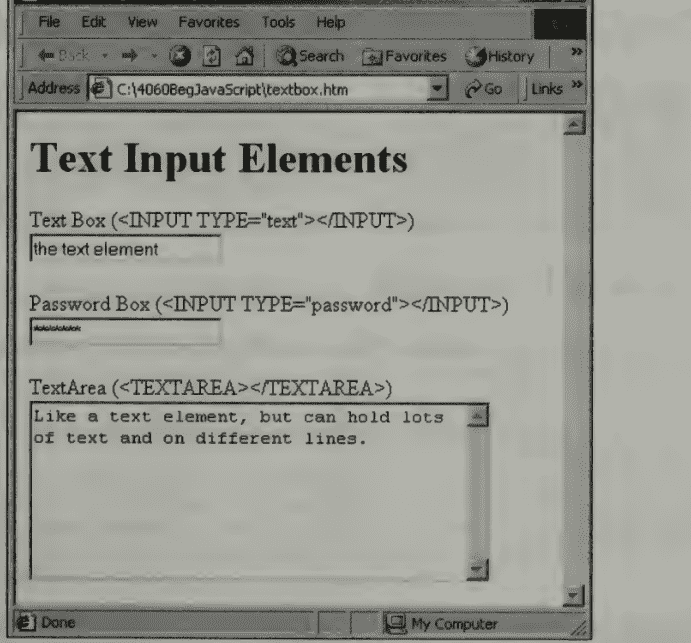 File Edit View Favorites Tools Help
Back Search Favorites History »
Address C:\4060BegJavaScript\textbox.htm Go Links »
Text Input Elements
Text Box (<INPUT TYPE="text"></INPUT>)
the text element
Password Box (<INPUT TYPE="password"></INPUT>)
*******
TextArea (<TEXTAREA></TEXTAREA>)
Like a text element, but can hold lots
of text and on different lines.
Done My Computer